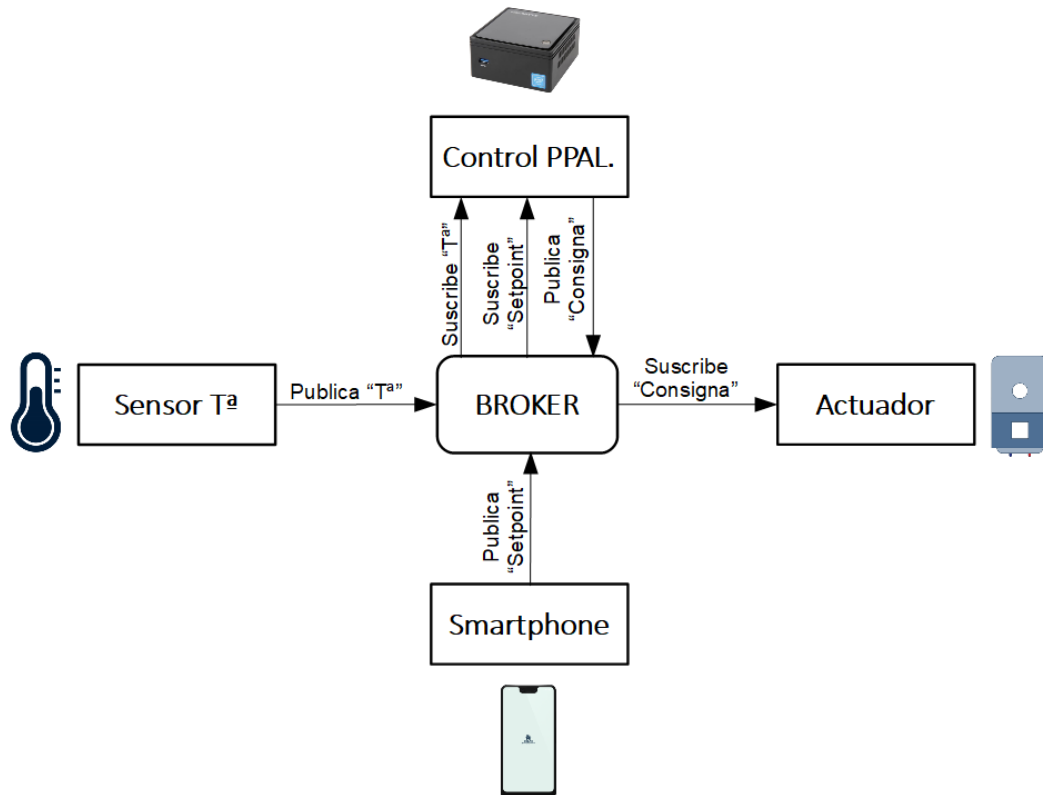 Control PPAL.
Suscribe “Tª”
Suscribe
“Setpoint”
Publica
“Consigna”
Sensor Tª
Publica “Tª”
BROKER
Suscribe
“Consigna”
Actuador
Publica
“Setpoint”
Smartphone